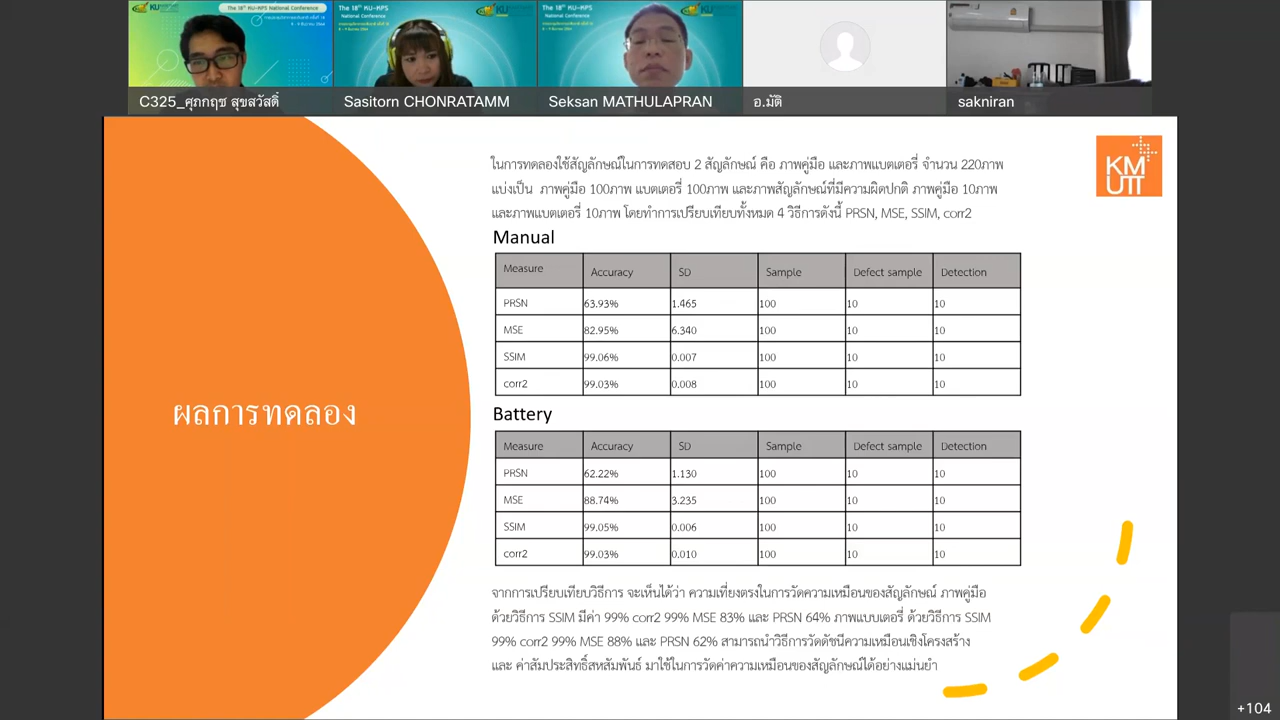 The 18th KU-KPS National Conference
The 18th KU-KPS
National Conference
The 18th KU-KPS
National Conference
C325_ศุภกฤช สุขสวัสดิ์
Sasitorn CHONRATAMM
Seksan MATHULAPRAN
อ.มัติ
sakniran
KM
UTT
ในการทดลองใช้สัญลักษณ์ในการทดสอบ 2 สัญลักษณ์ คือ ภาพคู่มือ และภาพแบตเตอรี่ จำนวน 220ภาพ
แบ่งเป็น ภาพคู่มือ 100ภาพ แบตเตอรี่ 100ภาพ และภาพสัญลักษณ์ที่มีความผิดปกติ ภาพคู่มือ 10ภาพ
และภาพแบตเตอรี่ 10ภาพ โดยทำการเปรียบเทียบทั้งหมด 4 วิธีการดังนี้ PRSN, MSE, SSIM, corr2
Manual
Measure Accuracy SD Sample Defect sample Detection
PRSN 63.93% 1.465 100 10 10
MSE 82.95% 6.340 100 10 10
SSIM 99.06% 0.007 100 10 10
corr2 99.03% 0.008 100 10 10
ผลการทดลอง
Battery
Measure Accuracy SD Sample Defect sample Detection
PRSN 62.22% 1.130 100 10 10
MSE 88.74% 3.235 100 10 10
SSIM 99.05% 0.006 100 10 10
corr2 99.03% 0.010 100 10 10
จากการเปรียบเทียบวิธีการ จะเห็นได้ว่า ความเที่ยงตรงในการวัดความเหมือนของสัญลักษณ์ ภาพคู่มือ
ด้วยวิธีการ SSIM มีค่า 99% corr2 99% MSE 83% และ PRSN 64% ภาพแบบเตอรี่ ด้วยวิธีการ SSIM
99% corr2 99% MSE 88% และ PRSN 62% สามารถนำวิธีการวัดดัชนีความเหมือนเชิงโครงสร้าง
และ ค่าสัมประสิทธิ์สหสัมพันธ์ มาใช้ในการวัดค่าความเหมือนของสัญลักษณ์ได้อย่างแม่นยำ
+104